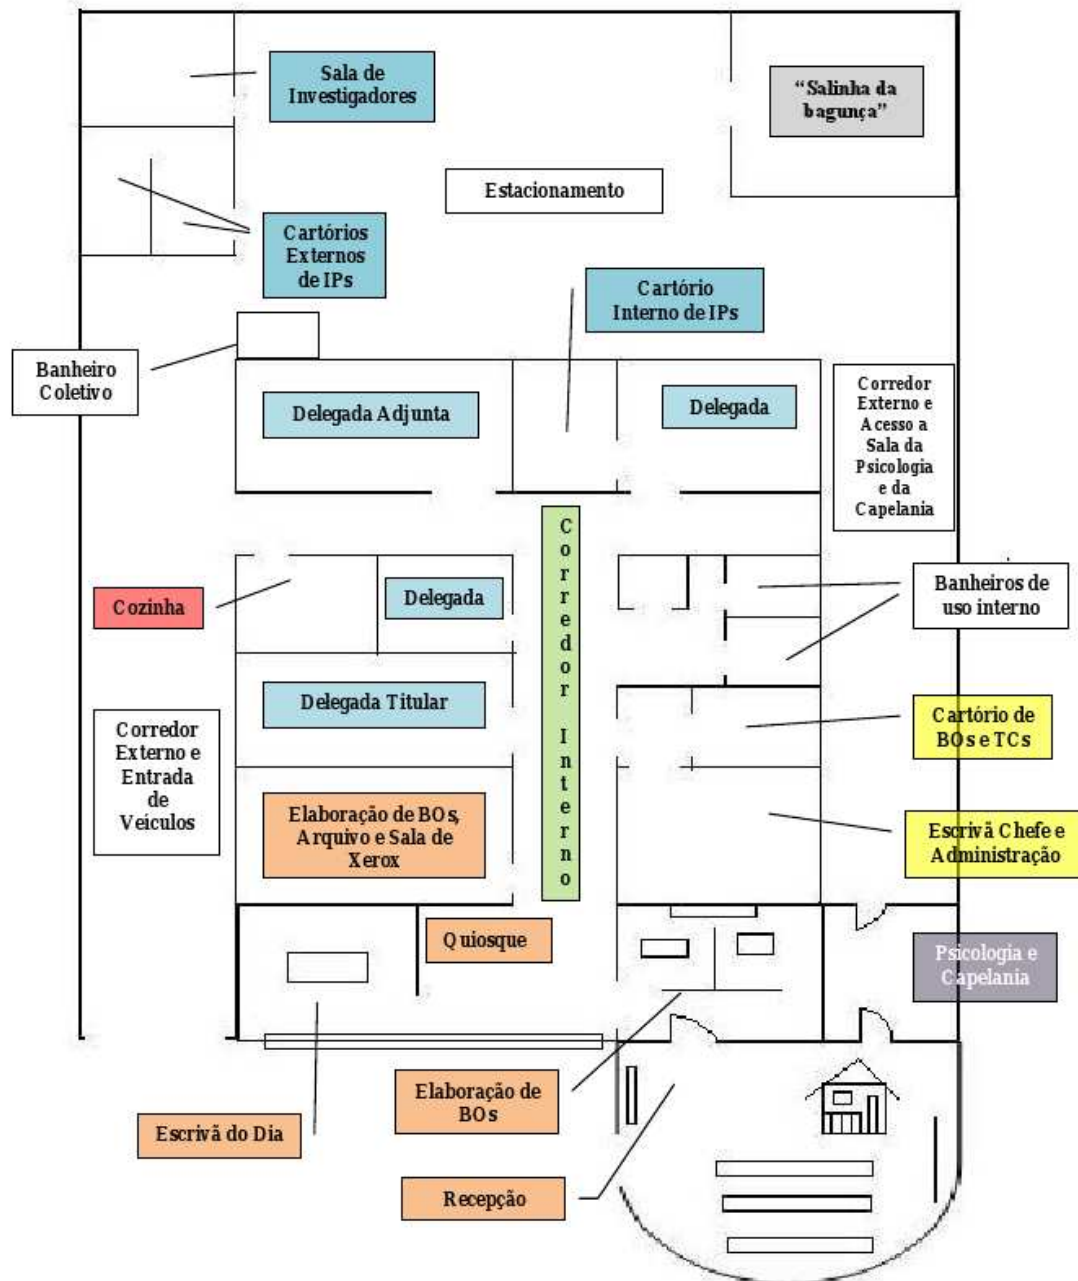 Sala de
Investigadores
“Salinha da
bagunça”
Estacionamento
Cartórios
Externos
de IPs
Cartório
Interno de IPs
Banheiro
Coletivo
Delegada Adjunta
Delegada
Corredor
Externo e
Acesso a
Sala da
Psicologia
e da
Capelania
Corredor Interno
Cozinha
Delegada
Banheiros de
uso interno
Delegada Titular
Cartório de
BOs e TCs
Corredor
Externo e
Entrada
de
Veículos
Elaboração de BOs,
Arquivo e Sala de
Xerox
Escrivã Chefe e
Administração
Quiosque
Psicologia e
Capelania
Elaboração de
BOs
Escrivã do Dia
Recepção